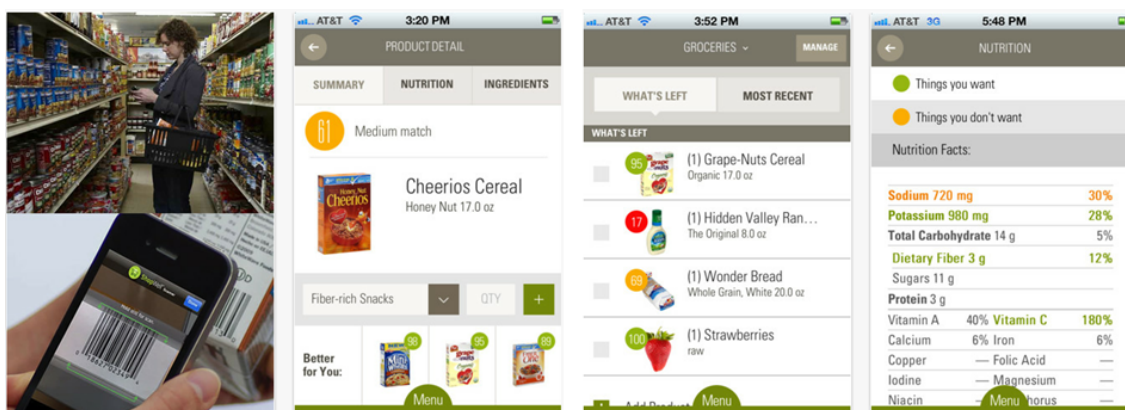 AT&T 3:20 PM
PRODUCT DETAIL
SUMMARY NUTRITION INGREDIENTS
61 Medium match
Honey Nut
Cheerios
Cheerios Cereal
Honey Nut 17.0 oz
Fiber-rich Snacks QTY +
Better
for You:
98 95 89
Menu
AT&T 3:52 PM
GROCERIES MANAGE
WHAT'S LEFT MOST RECENT
WHAT'S LEFT
95 (1) Grape-Nuts Cereal
Organic 17.0 oz
17 (1) Hidden Valley Ran...
The Original 8.0 oz
69 (1) Wonder Bread
Whole Grain, White 20.0 oz
100 (1) Strawberries
raw
Add Product
Menu
AT&T 3G 5:48 PM
NUTRITION
Things you want
Things you don't want
Nutrition Facts:
Sodium 720 mg 30%
Potassium 980 mg 28%
Total Carbohydrate 14 g 5%
Dietary Fiber 3 g 12%
Sugars 11 g
Protein 3 g
Vitamin A 40% Vitamin C 180%
Calcium 6% Iron 6%
Copper — Folic Acid —
Iodine — Magnesium —
Niacin — horus —
Menu